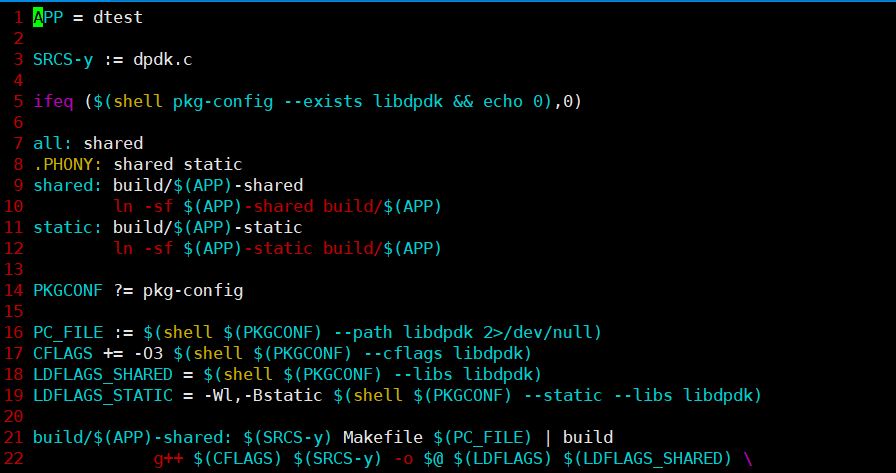 1 APP = dtest
2
3 SRCS-y := dpdk.c
4
5 ifeq ($(shell pkg-config --exists libdpdk && echo 0),0)
6
7 all: shared
8 .PHONY: shared static
9 shared: build/$(APP)-shared
10         ln -sf $(APP)-shared build/$(APP)
11 static: build/$(APP)-static
12         ln -sf $(APP)-static build/$(APP)
13
14 PKGCONF ?= pkg-config
15
16 PC_FILE := $(shell $(PKGCONF) --path libdpdk 2>/dev/null)
17 CFLAGS += -O3 $(shell $(PKGCONF) --cflags libdpdk)
18 LDFLAGS_SHARED = $(shell $(PKGCONF) --libs libdpdk)
19 LDFLAGS_STATIC = -Wl,-Bstatic $(shell $(PKGCONF) --static --libs libdpdk)
20
21 build/$(APP)-shared: $(SRCS-y) Makefile $(PC_FILE) | build
22             g++ $(CFLAGS) $(SRCS-y) -o $@ $(LDFLAGS) $(LDFLAGS_SHARED) \